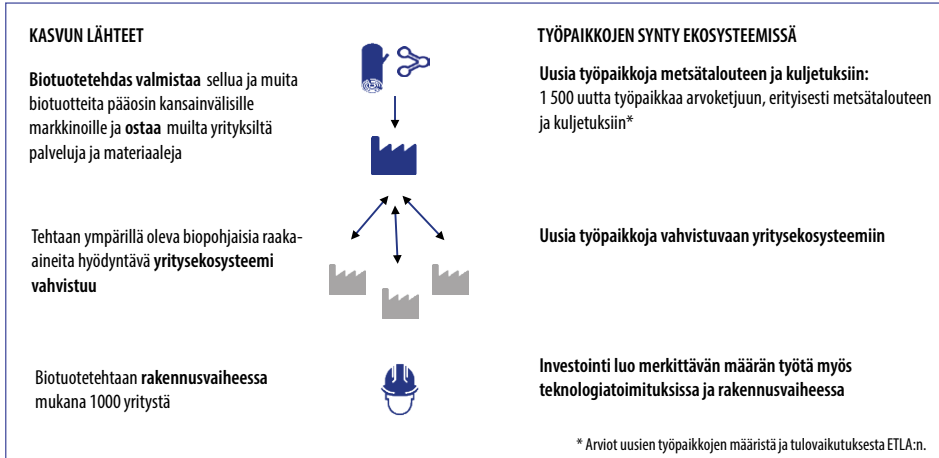 KASVUN LÄHTEET
Biotuotetehdas valmistaa sellua ja muita
biotuotteita pääosin kansainvälisille
markkinoille ja ostaa muilta yrityksiltä
palveluja ja materiaaleja
Tehtaan ympärillä oleva biopohjaisia raaka-
aineita hyödyntävä yritysekosysteemi
vahvistuu
Biotuotetehtaan rakennusvaiheessa
mukana 1000 yritystä
TYÖPAIKKOJEN SYNTY EKOSYSTEEMISSÄ
Uusia työpaikkoja metsätalouteen ja kuljetuksiin:
1 500 uutta työpaikkaa arvoketjuun, erityisesti metsätalouteen
ja kuljetuksiin*
Uusia työpaikkoja vahvistuvaan yritysekosysteemiin
Investointi luo merkittävän määrän työtä myös
teknologiatoimituksissa ja rakennusvaiheessa
* Arviot uusien työpaikkojen määristä ja tulovaikutuksesta ETLA:n.